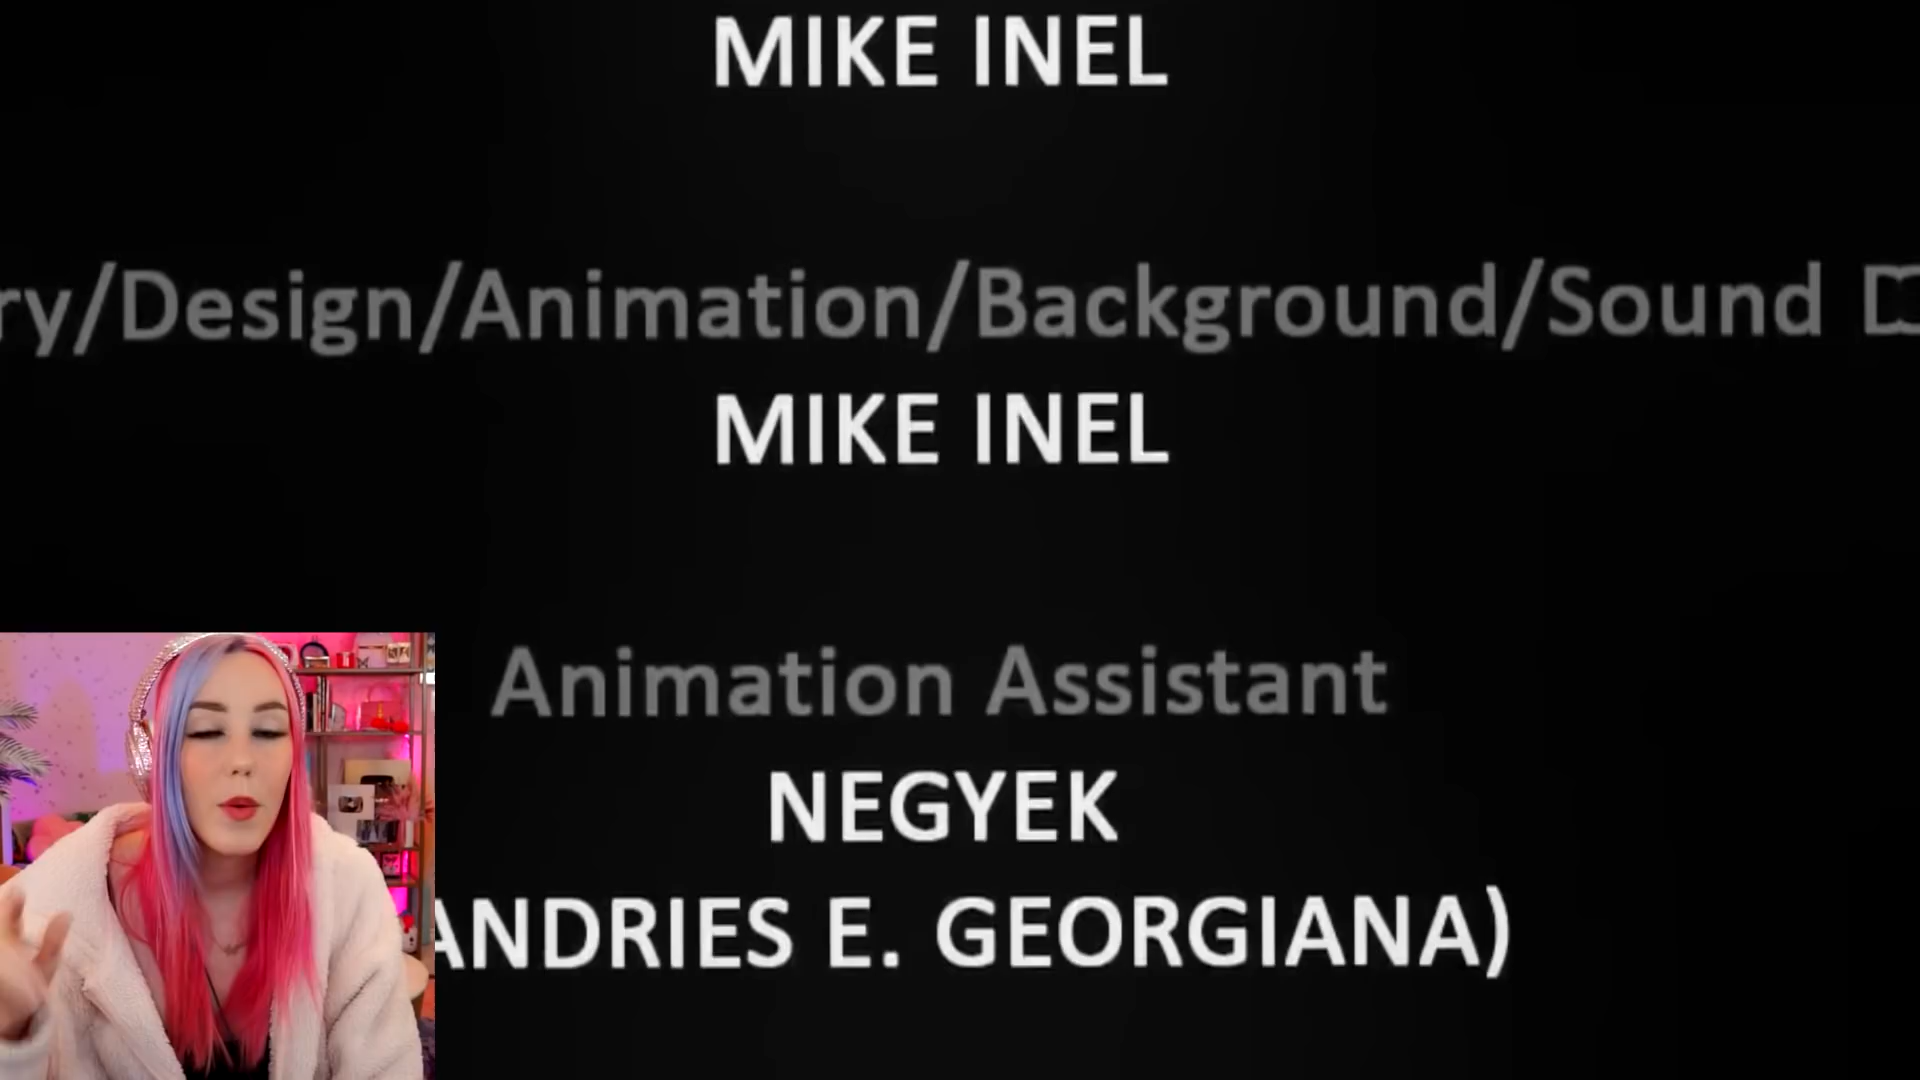 MIKE INEL
ry/Design/Animation/Background/Sound
MIKE INEL
Animation Assistant
NEGYEK
ANDRIES E. GEORGIANA)